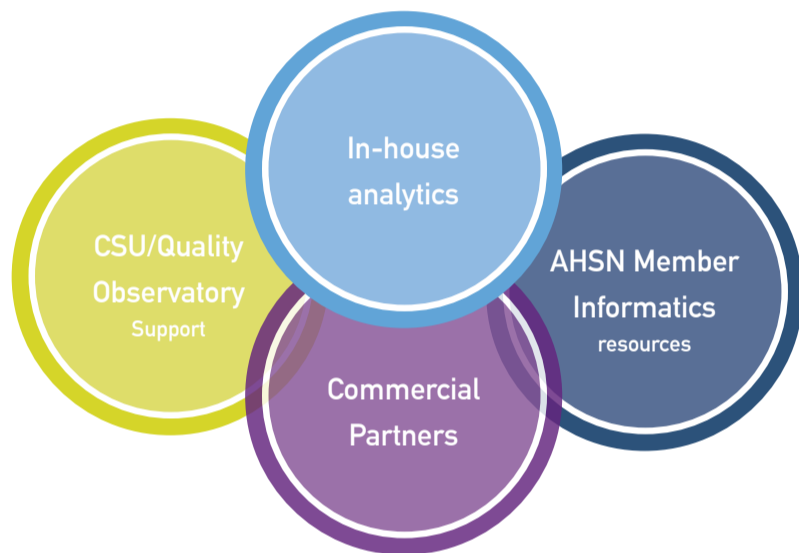 In-house
analytics
CSU/Quality
Observatory
Support
AHSN Member
Informatics
resources
Commercial
Partners